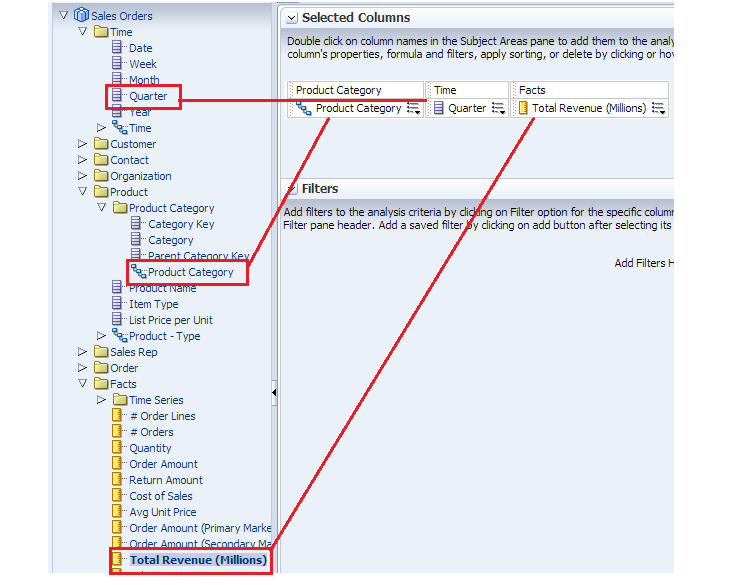 Sales Orders
Time
Date
Week
Month
Quarter
Year
Time
Customer
Contact
Organization
Product
Product Category
Category Key
Category
Parent Category Key
Product Category
Product Name
Item Type
List Price per Unit
Product - Type
Sales Rep
Order
Facts
Time Series
# Order Lines
# Orders
Quantity
Order Amount
Return Amount
Cost of Sales
Avg Unit Price
Order Amount (Primary Marke
Order Amount (Secondary Ma
Total Revenue (Millions)
Selected Columns
Double click on column names in the Subject Areas pane to add them to the analy
column's properties, formula and filters, apply sorting, or delete by clicking or hov
Product Category Time Facts
Product Category Quarter Total Revenue (Millions)
Filters
Add filters to the analysis criteria by clicking on Filter option for the specific colum
Filter pane header. Add a saved filter by clicking on add button after selecting its
Add Filters H